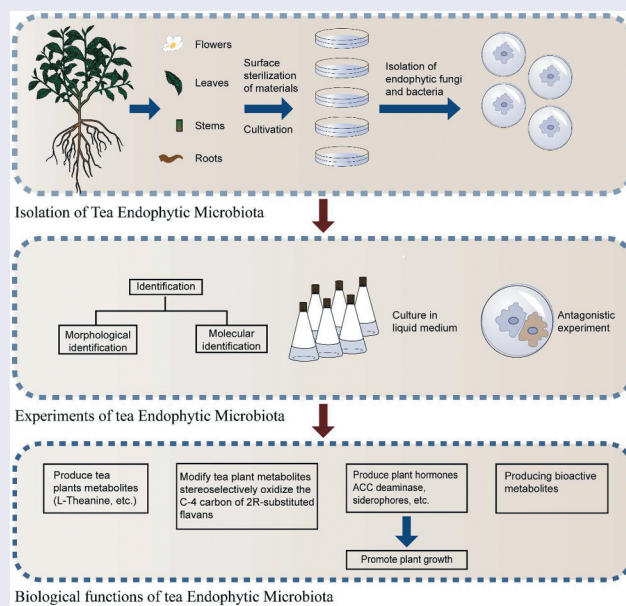 Flowers
Leaves
Stems
Roots
Surface
sterilization
of materials
Cultivation
Isolation of
endophytic fungi
and bacteria
Isolation of Tea Endophytic Microbiota
Identification
Morphological
identification
Molecular
identification
Culture in
liquid medium
Antagonistic
experiment
Experiments of tea Endophytic Microbiota
Produce tea
plants metabolites
(L-Theanine, etc.)
Modify tea plant metabolites
stereoselectively oxidize the
C-4 carbon of 2R-substituted
flavans
Produce plant hormones
ACC deaminase,
siderophores, etc.
Promote plant growth
Producing bioactive
metabolites
Biological functions of tea Endophytic Microbiota